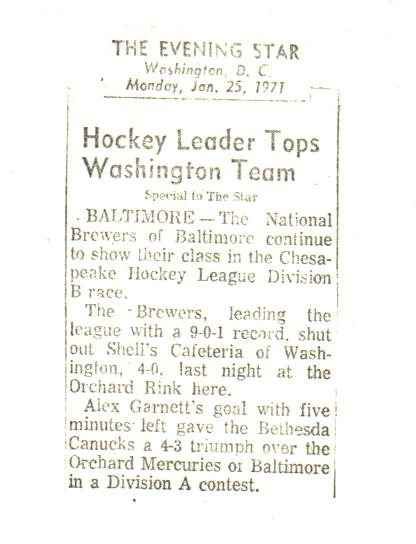 THE EVENING STAR
Washington, D. C.
Monday, Jan. 25, 1971
Hockey Leader Tops
Washington Team
Special to The Star
BALTIMORE — The National
Brewers of Baltimore continue
to show their class in the Chesa-
peake Hockey League Division
B race.
The Brewers, leading the
league with a 9-0-1 record, shut
out Shell's Cafeteria of Wash-
ington, 4-0, last night at the
Orchard Rink here.
Alex Garnett's goal with five
minutes left gave the Bethesda
Canucks a 4-3 triumph over the
Orchard Mercuries of Baltimore
in a Division A contest.